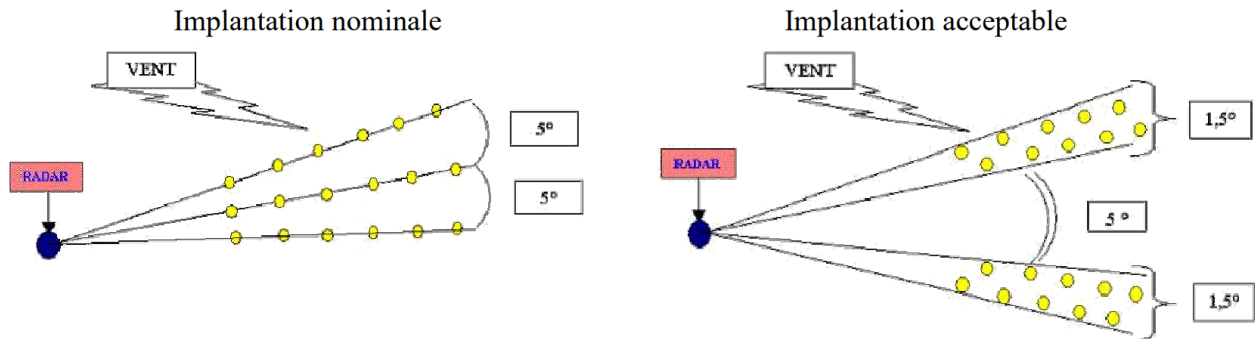 Implantation nominale
VENT
5°
RADAR
5°
Implantation acceptable
VENT
1,5°
RADAR
5 °
1,5°